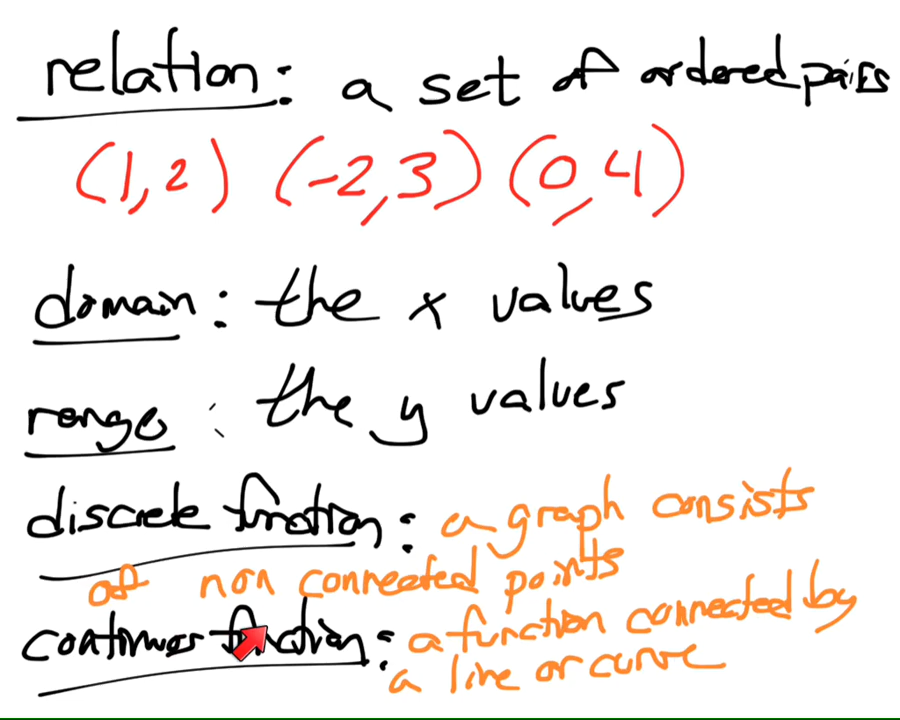 relation: a set of ordered pairs
(1,2) (-2,3) (0,4)
domain: the x values
range: the y values
discrete function: a graph consists
of non connected points
continues function: a function connected by
a line or curve